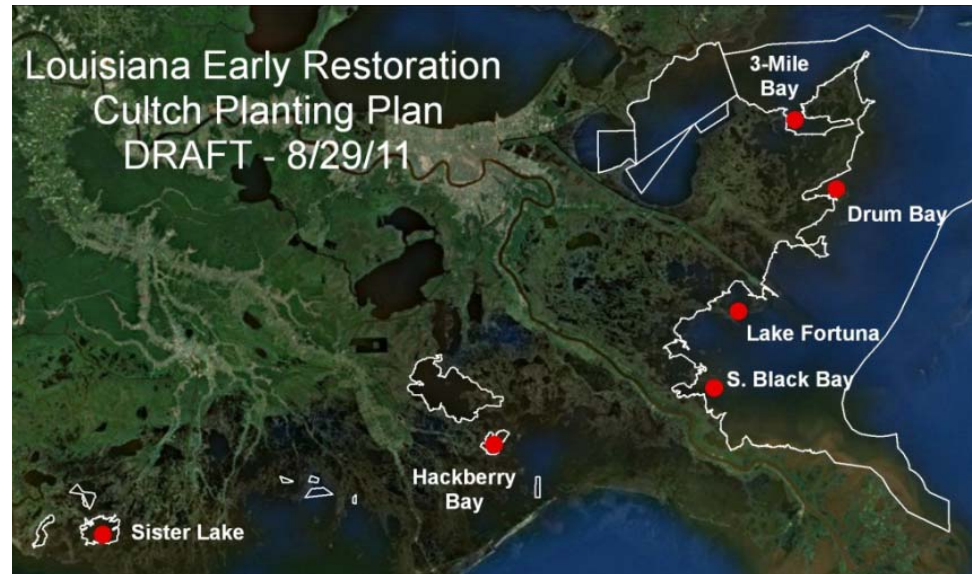 Louisiana Early Restoration
Cultch Planting Plan
DRAFT - 8/29/11
3-Mile
Bay
Drum Bay
Lake Fortuna
S. Black Bay
Hackberry
Bay
Sister Lake